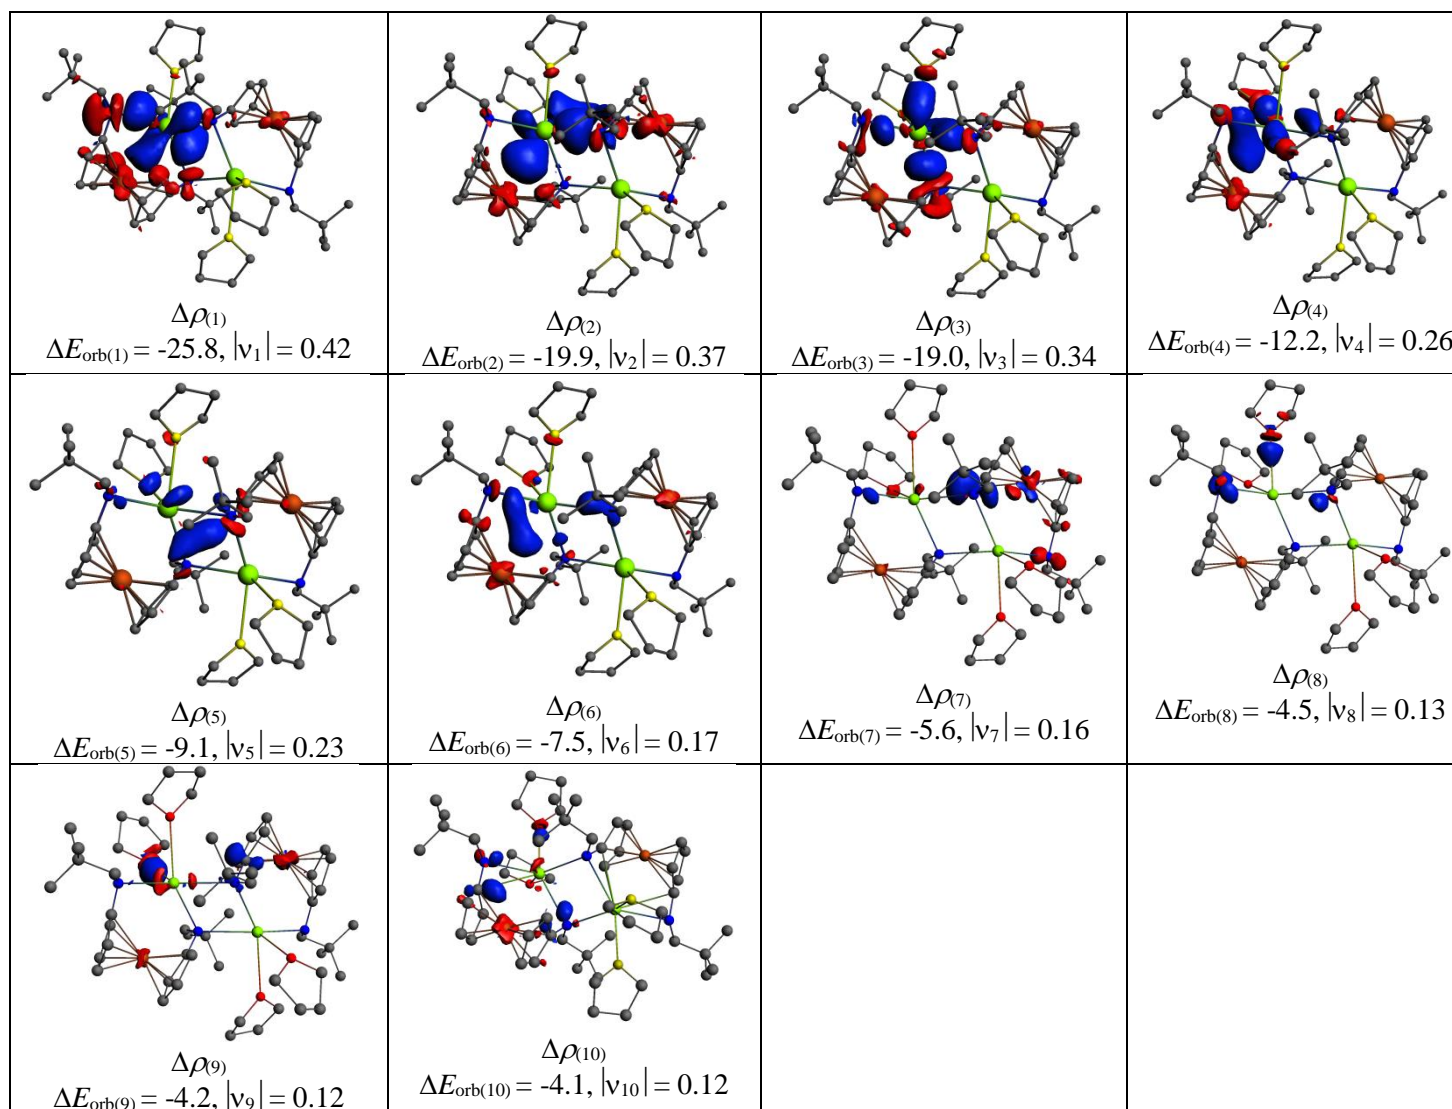 Δρ(1)
ΔEorb(1) = -25.8, |ν1| = 0.42
Δρ(2)
ΔEorb(2) = -19.9, |ν2| = 0.37
Δρ(3)
ΔEorb(3) = -19.0, |ν3| = 0.34
Δρ(4)
ΔEorb(4) = -12.2, |ν4| = 0.26
Δρ(5)
ΔEorb(5) = -9.1, |ν5| = 0.23
Δρ(6)
ΔEorb(6) = -7.5, |ν6| = 0.17
Δρ(7)
ΔEorb(7) = -5.6, |ν7| = 0.16
Δρ(8)
ΔEorb(8) = -4.5, |ν8| = 0.13
Δρ(9)
ΔEorb(9) = -4.2, |ν9| = 0.12
Δρ(10)
ΔEorb(10) = -4.1, |ν10| = 0.12